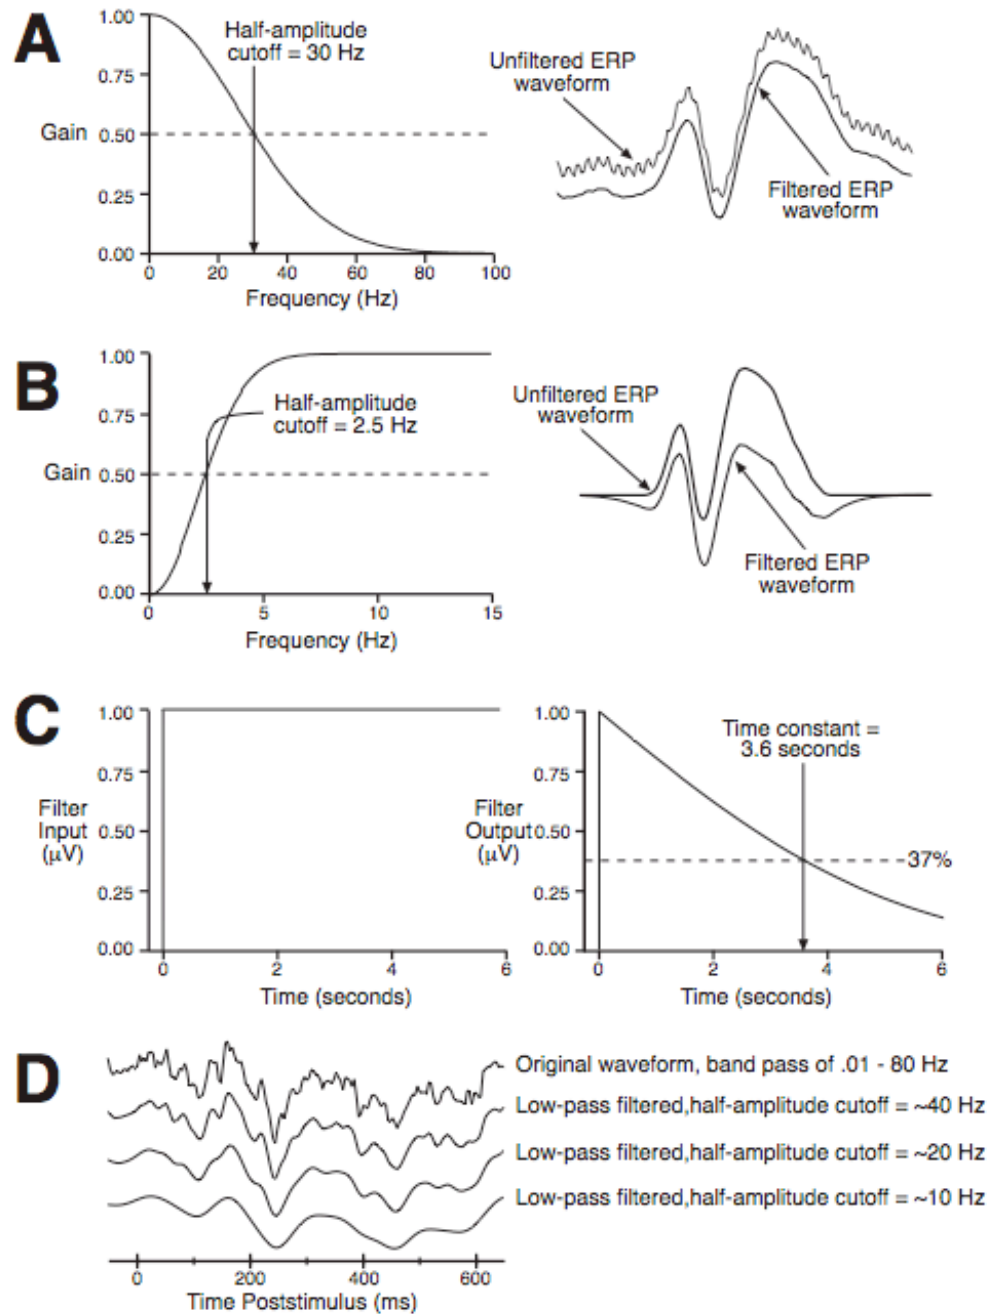 A
1.00
0.75
Gain 0.50
0.25
0.00
0 20 40 60 80 100
Frequency (Hz)
Half-amplitude
cutoff = 30 Hz
Unfiltered ERP
waveform
Filtered ERP
waveform
B
1.00
0.75
Gain 0.50
0.25
0.00
0 5 10 15
Frequency (Hz)
Half-amplitude
cutoff = 2.5 Hz
Unfiltered ERP
waveform
Filtered ERP
waveform
C
1.00
0.75
Filter
Input 0.50
(µV)
0.25
0.00
0 2 4 6
Time (seconds)
1.00
0.75
Filter
Output 0.50
(µV)
0.25
0.00
0 2 4 6
Time (seconds)
Time constant =
3.6 seconds
37%
D
Original waveform, band pass of .01 - 80 Hz
Low-pass filtered,half-amplitude cutoff = ~40 Hz
Low-pass filtered,half-amplitude cutoff = ~20 Hz
Low-pass filtered,half-amplitude cutoff = ~10 Hz
0 200 400 600
Time Poststimulus (ms)